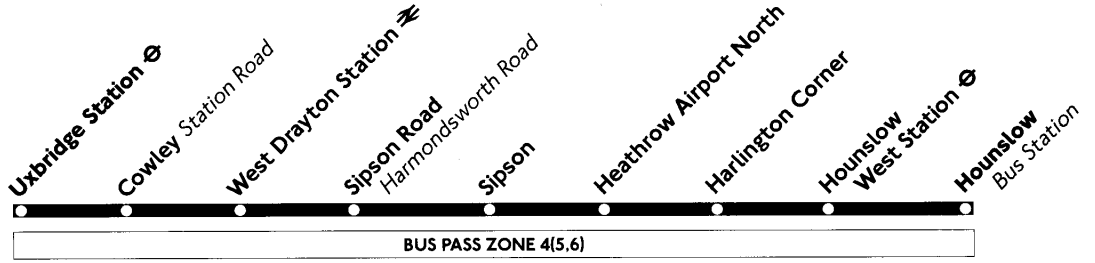 Uxbridge Station
Cowley Station Road
West Drayton Station
Sipson Road
Harmondsworth Road
Sipson
Heathrow Airport North
Harlington Corner
Hounslow
West Station
Hounslow
Bus Station
BUS PASS ZONE 4(5,6)